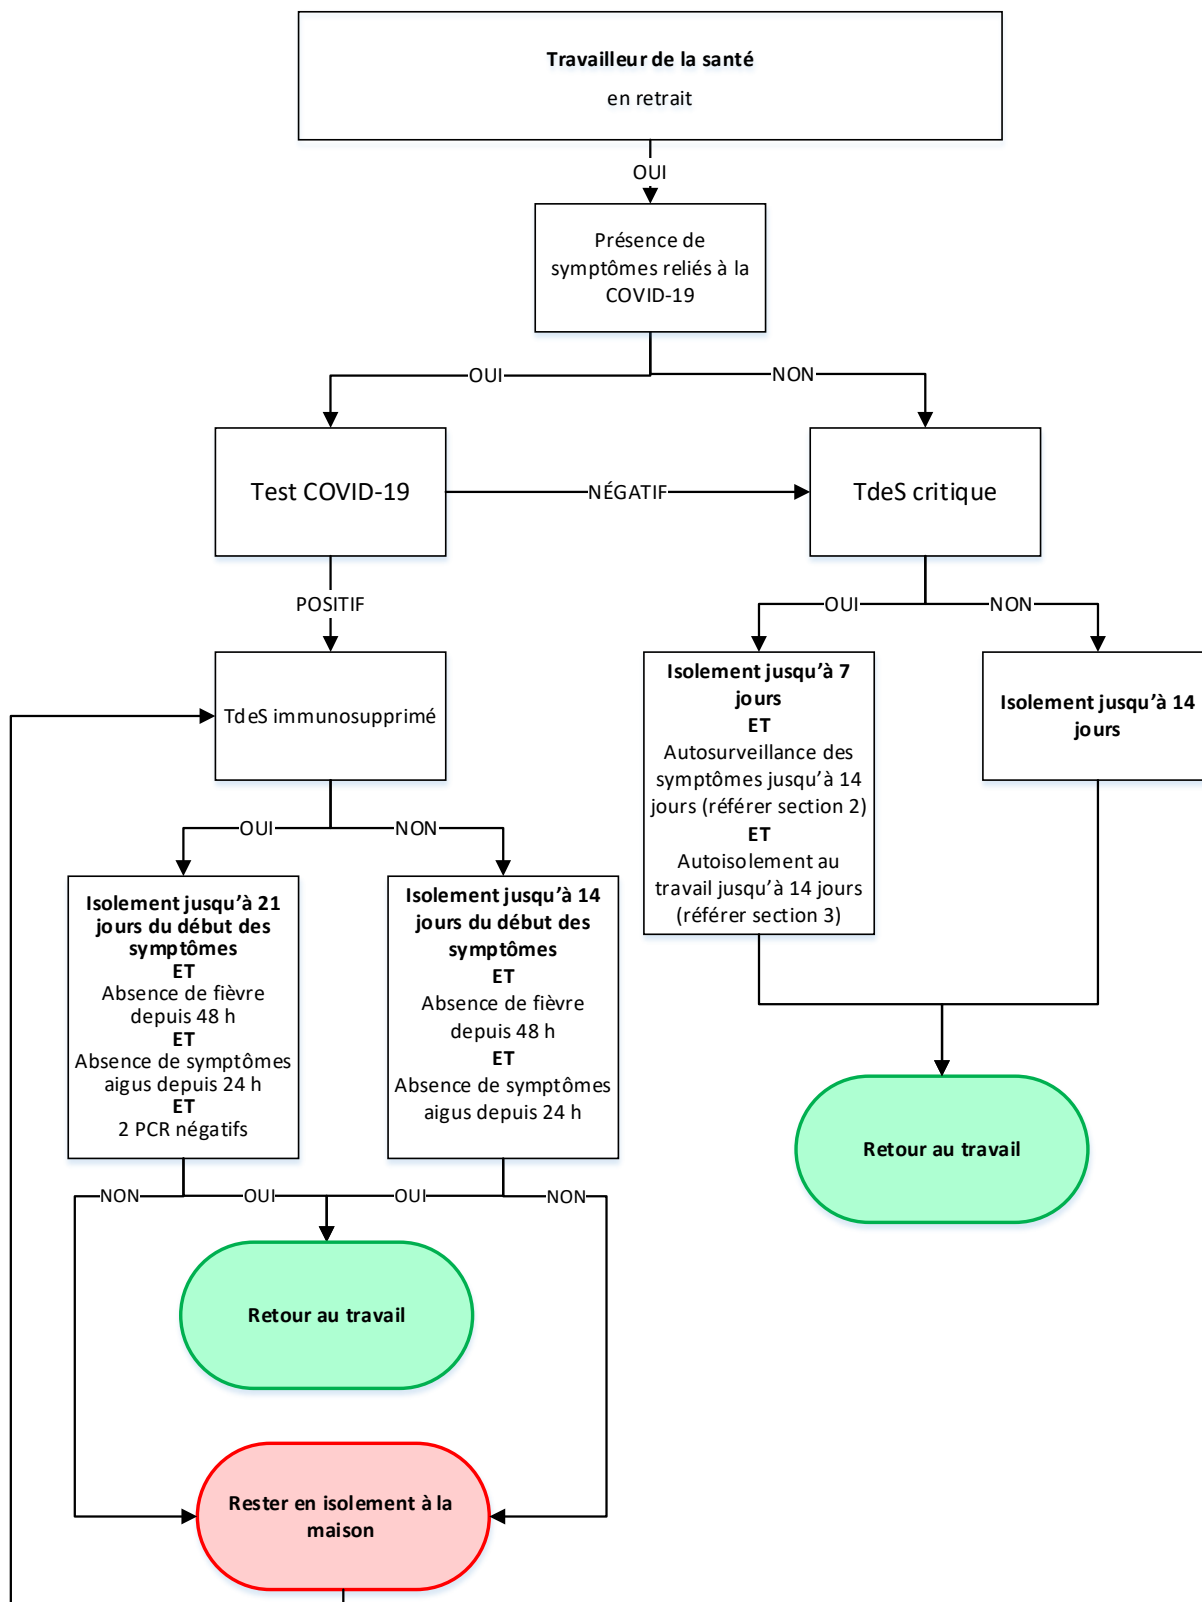 Travailleur de la santé
en retrait
OUI
Présence de
symptômes reliés à la
COVID-19
OUI
NON
Test COVID-19
NÉGATIF
TdeS critique
POSITIF
OUI
NON
TdeS immunosupprimé
Isolement jusqu’à 7
jours
ET
Autosurveillance des
symptômes jusqu’à 14
jours (référer section 2)
ET
Autoisolement au
travail jusqu’à 14 jours
(référer section 3)
Isolement jusqu’à 14
jours
OUI
NON
Isolement jusqu’à 21
jours du début des
symptômes
ET
Absence de fièvre
depuis 48 h
ET
Absence de symptômes
aigus depuis 24 h
ET
2 PCR négatifs
Isolement jusqu’à 14
jours du début des
symptômes
ET
Absence de fièvre
depuis 48 h
ET
Absence de symptômes
aigus depuis 24 h
Retour au travail
NON
OUI
OUI
NON
Retour au travail
Rester en isolement à la
maison